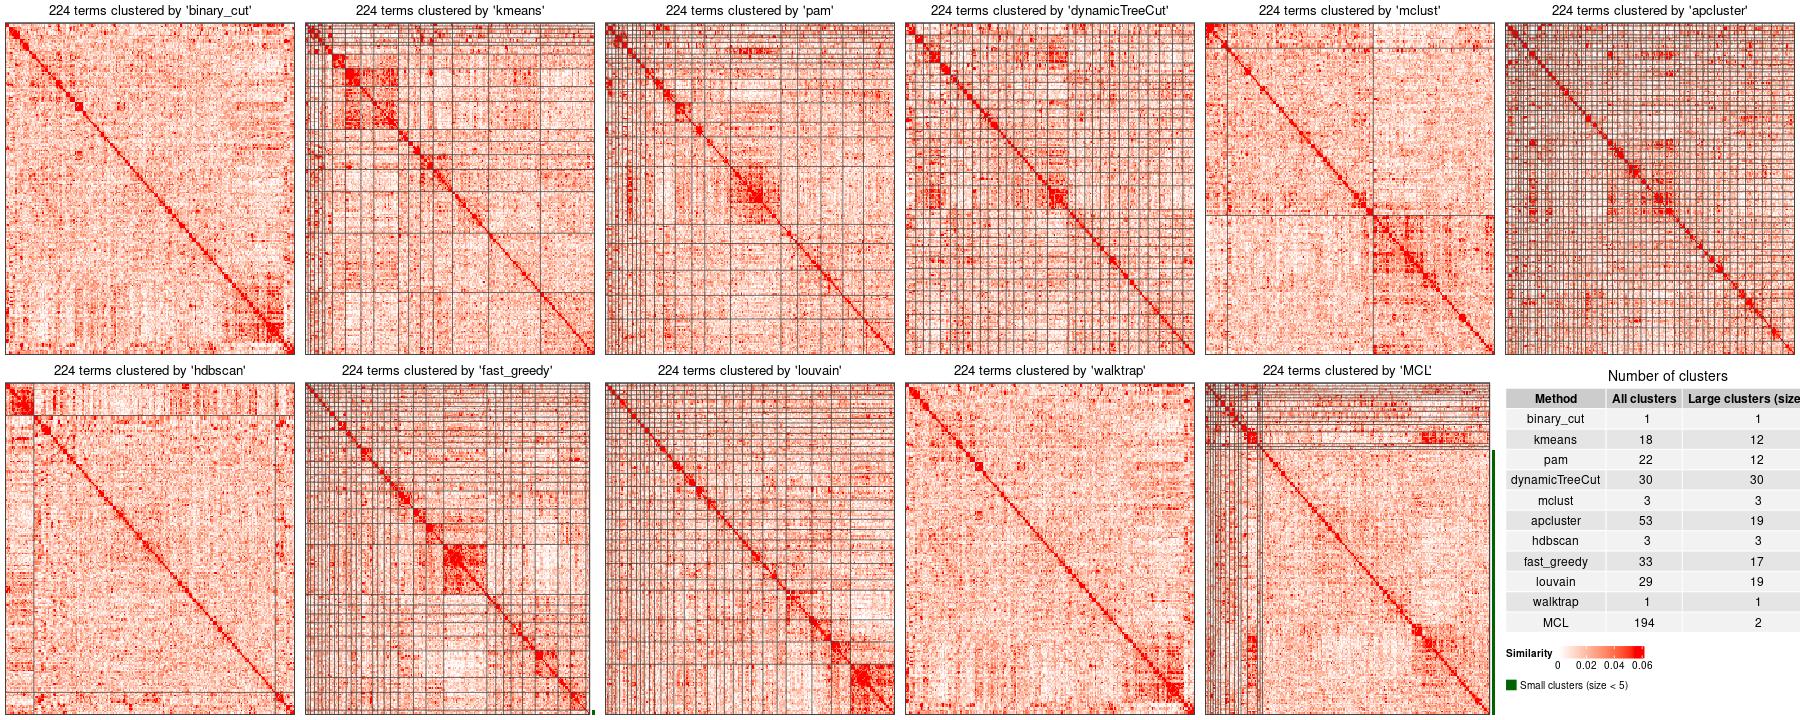 224 terms clustered by 'binary_cut'
224 terms clustered by 'kmeans'
224 terms clustered by 'pam'
224 terms clustered by 'dynamicTreeCut'
224 terms clustered by 'mclust'
224 terms clustered by 'apcluster'
224 terms clustered by 'hdbscan'
224 terms clustered by 'fast_greedy'
224 terms clustered by 'louvain'
224 terms clustered by 'walktrap'
224 terms clustered by 'MCL'
Number of clusters
Method All clusters Large clusters (size
binary_cut 1 1
kmeans 18 12
pam 22 12
dynamicTreeCut 30 30
mclust 3 3
apcluster 53 19
hdbscan 3 3
fast_greedy 33 17
louvain 29 19
walktrap 1 1
MCL 194 2
Similarity
0 0.02 0.04 0.06
Small clusters (size < 5)